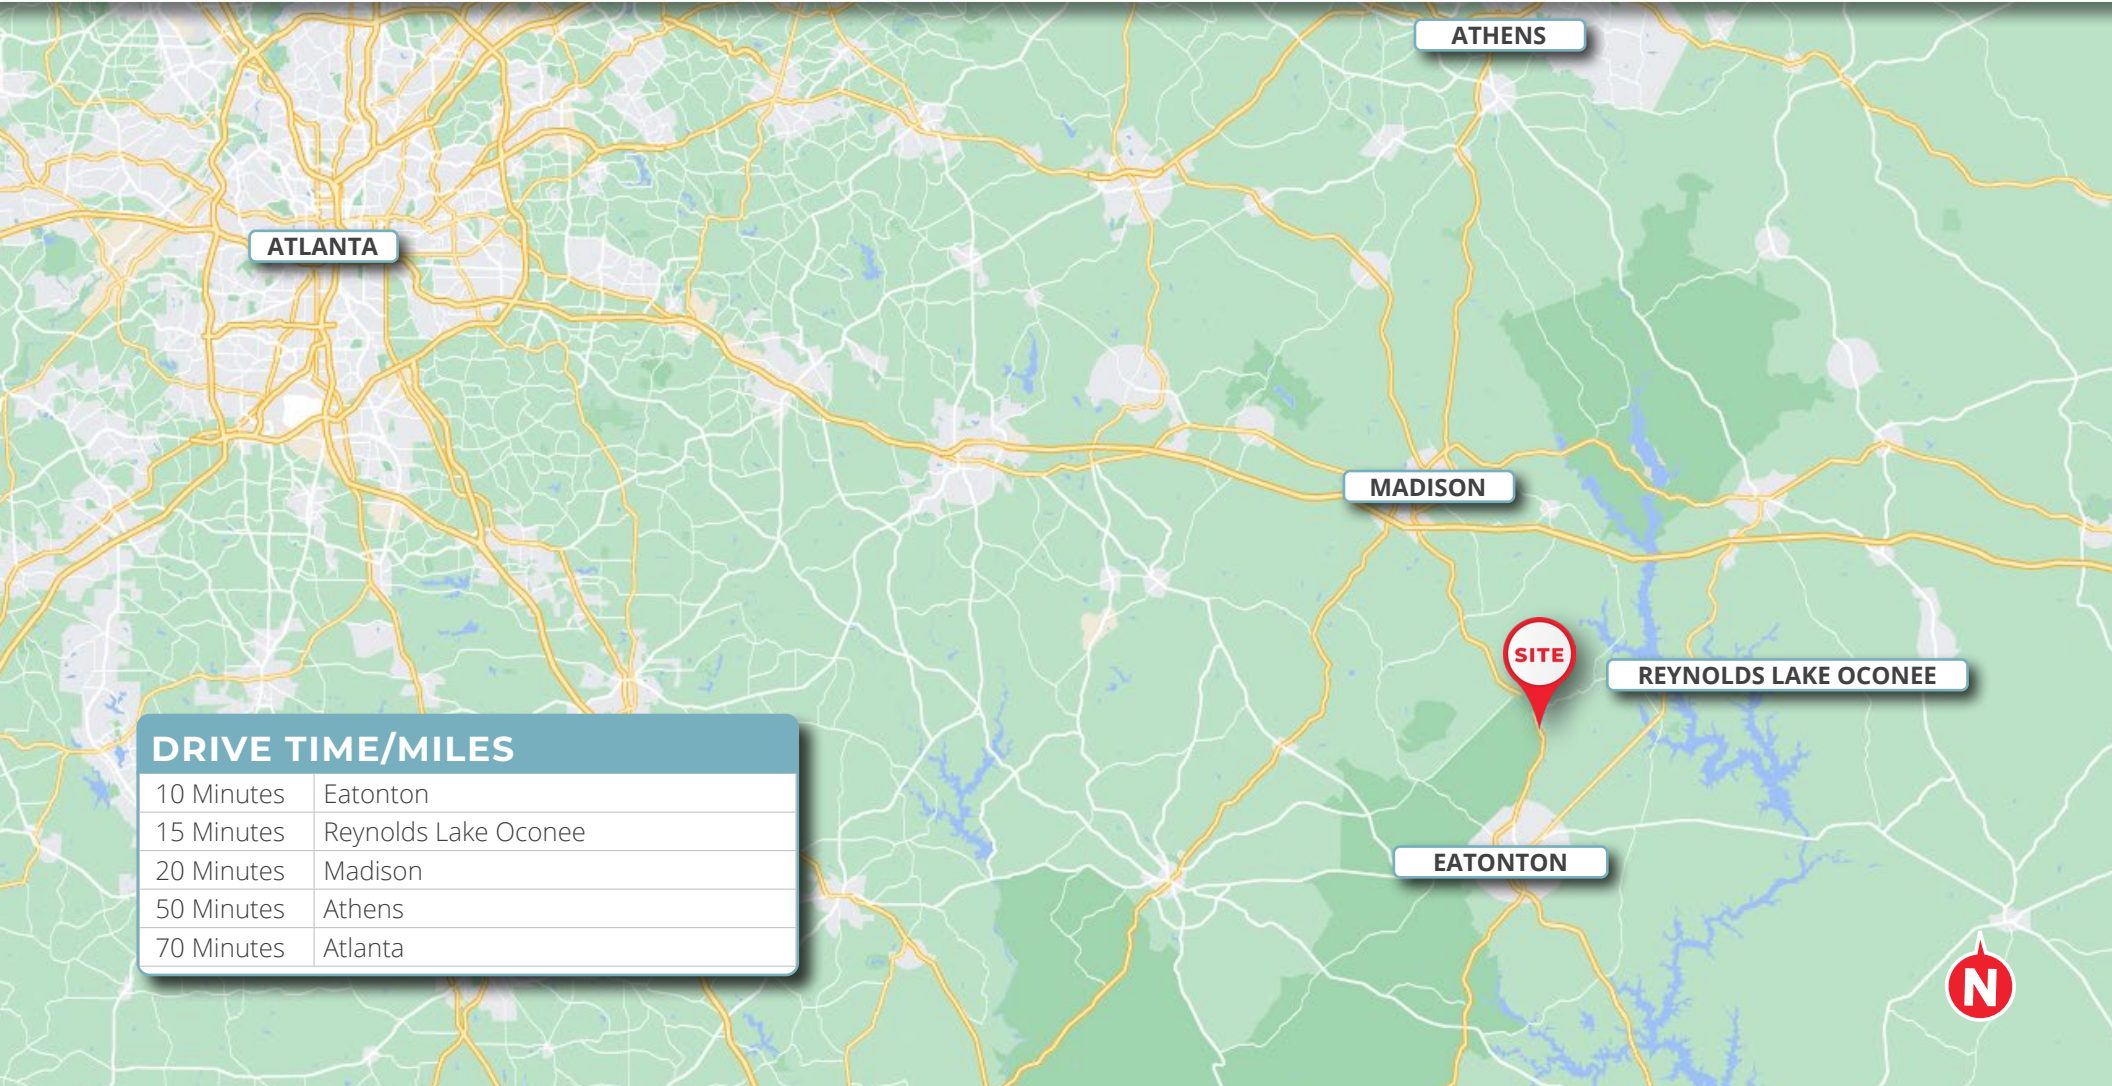 ATHENS
ATLANTA
MADISON
SITE
REYNOLDS LAKE OCONEE
EATONTON
DRIVE TIME/MILES
10 Minutes Eatonton
15 Minutes Reynolds Lake Oconee
20 Minutes Madison
50 Minutes Athens
70 Minutes Atlanta
N